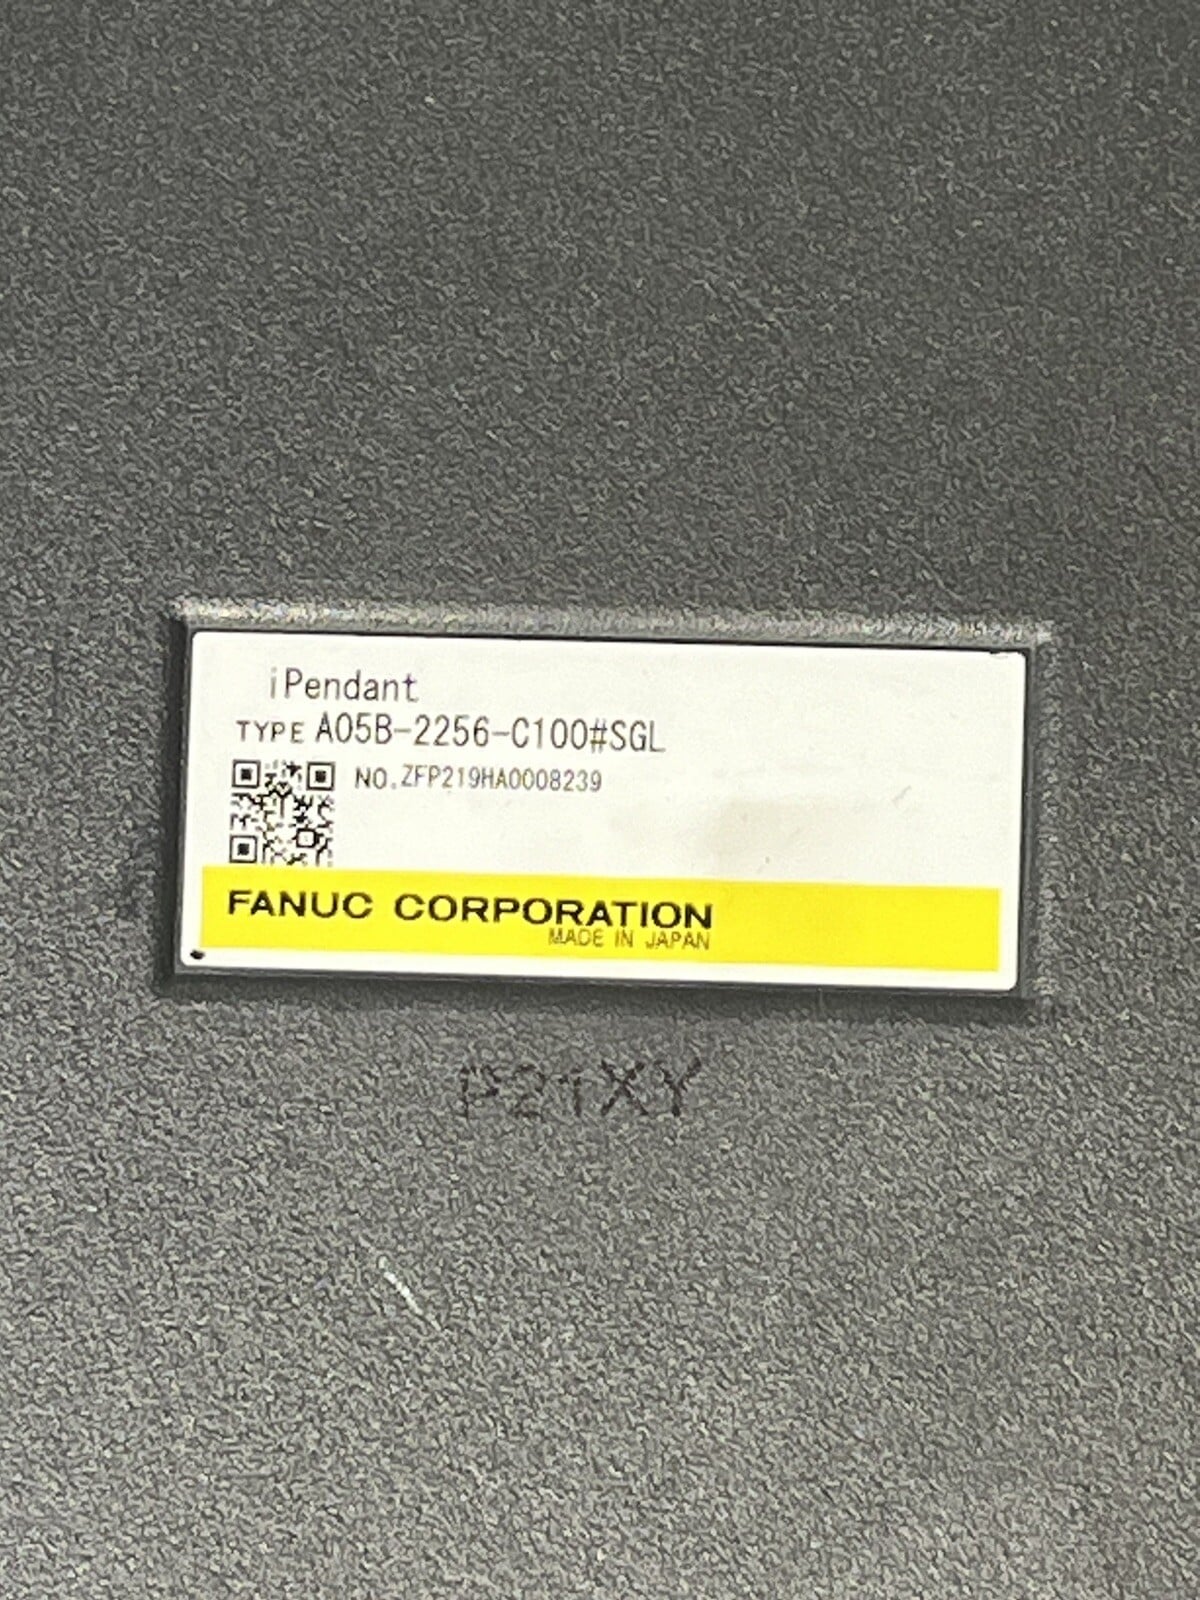 iPendant
TYPE A05B-2256-C100#SGL
NO.ZFP219HA0008239
FANUC CORPORATION
MADE IN JAPAN
P21XY